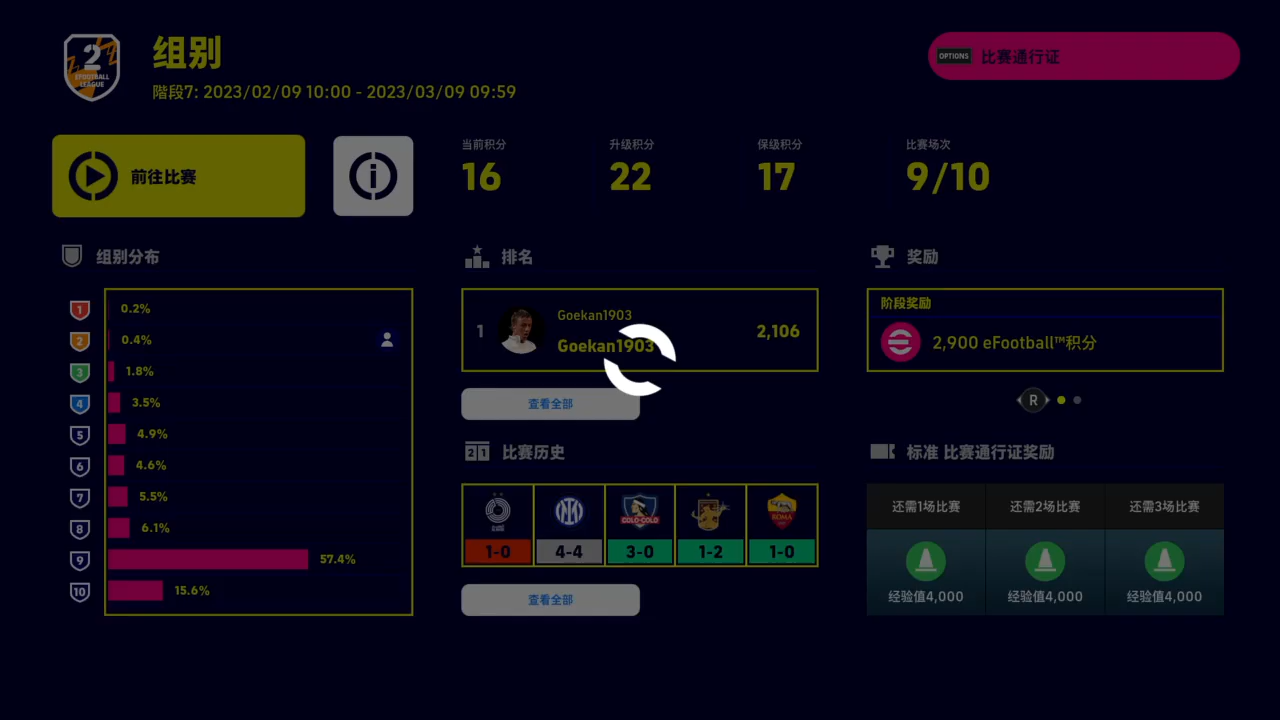 2
EFOOTBALL
LEAGUE
组别
階段7: 2023/02/09 10:00 - 2023/03/09 09:59
OPTIONS 比赛通行证
前往比赛
当前积分
16
升级积分
22
保级积分
17
比赛场次
9/10
组别分布
1 0.2%
2 0.4%
3 1.8%
4 3.5%
5 4.9%
6 4.6%
7 5.5%
8 6.1%
9 57.4%
10 15.6%
排名
1
Goekan1903
Goekan1903
2,106
查看全部
奖励
阶段奖励
2,900 eFootball™积分
R
比赛历史
COLO-COLO
ROMA
1-0 4-4 3-0 1-2 1-0
查看全部
标准 比赛通行证奖励
还需1场比赛 还需2场比赛 还需3场比赛
经验值4,000 经验值4,000 经验值4,000